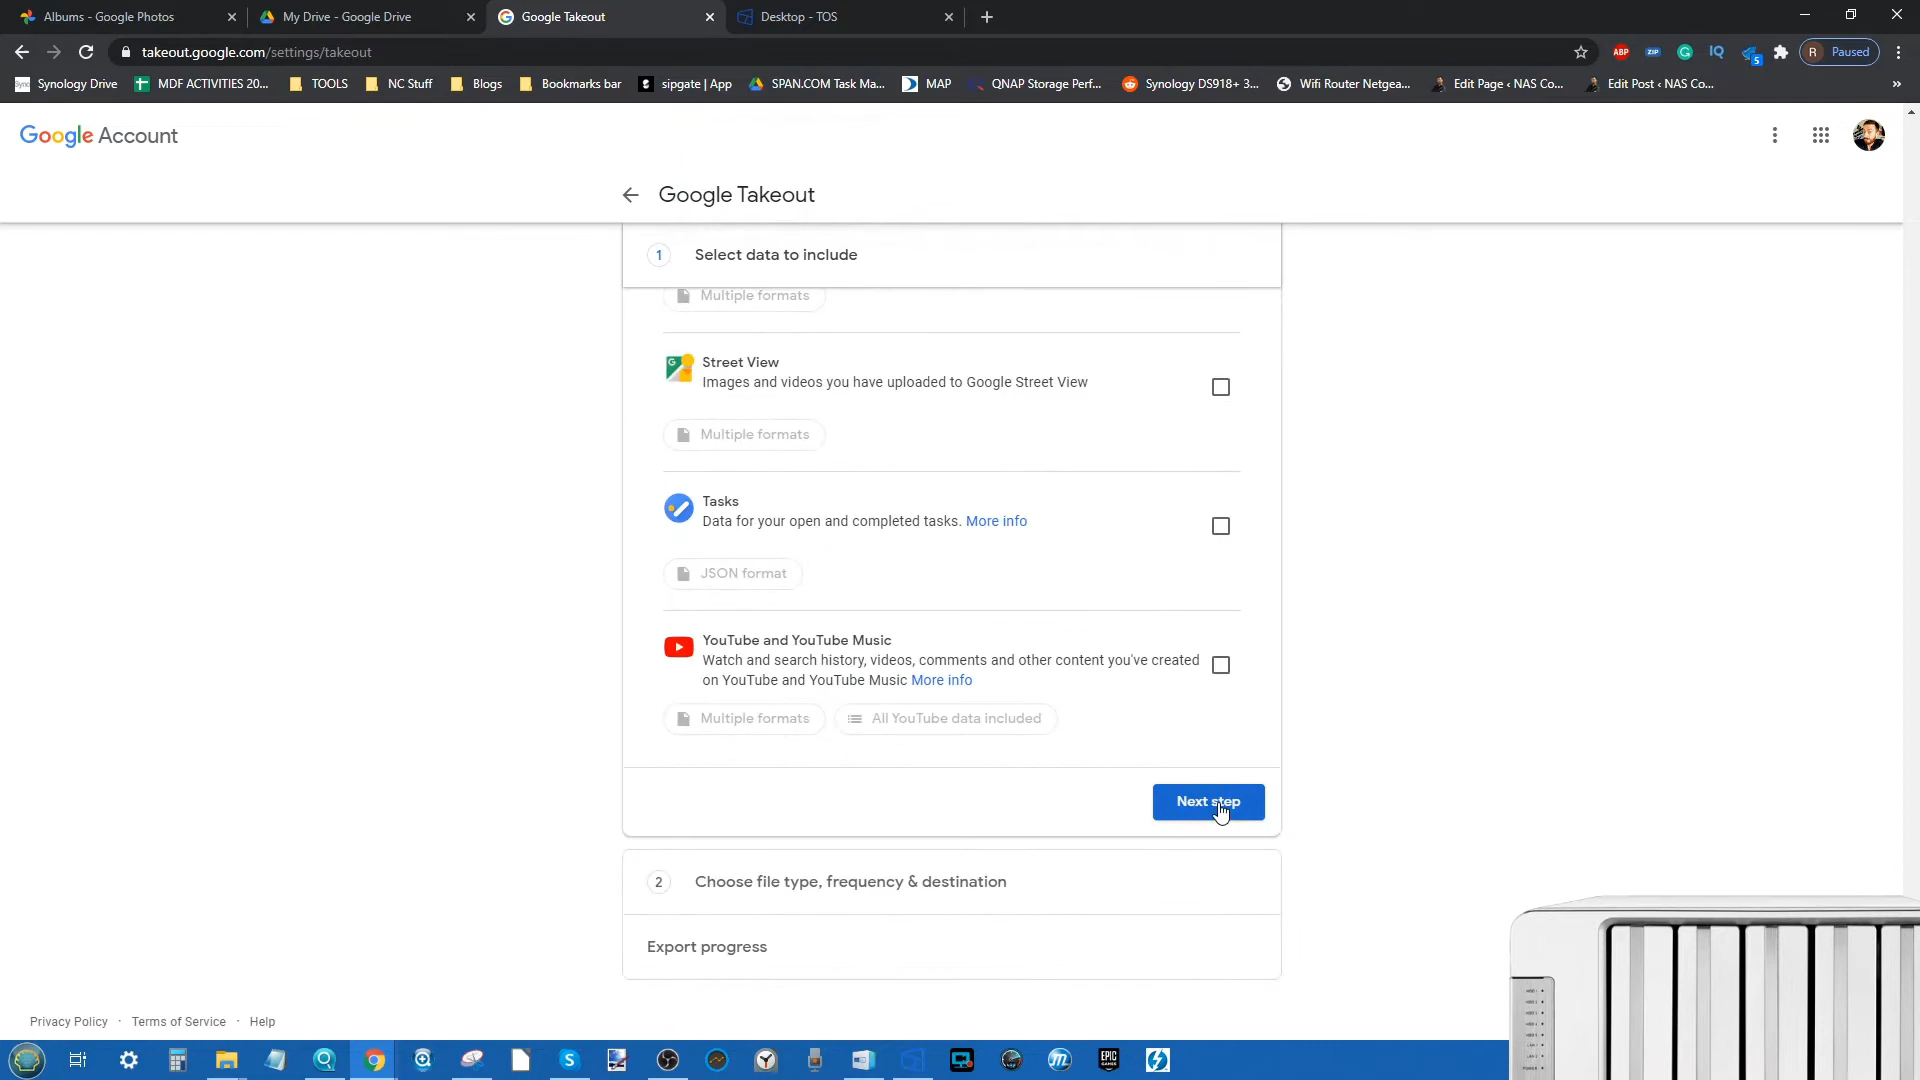 Albums - Google Photos
My Drive - Google Drive
Google Takeout
Desktop - TOS
takeout.google.com/settings/takeout
ABP
ZIP
IQ
5
R Paused
Synology Drive
MDF ACTIVITIES 20...
TOOLS
NC Stuff
Blogs
Bookmarks bar
sipgate | App
SPAN.COM Task Ma...
MAP
QNAP Storage Perf...
Synology DS918+ 3...
Wifi Router Netgea...
Edit Page ‹ NAS Co...
Edit Post ‹ NAS Co...
Google Account
Google Takeout
1 Select data to include
Multiple formats
Street View
Images and videos you have uploaded to Google Street View
Multiple formats
Tasks
Data for your open and completed tasks. More info
JSON format
YouTube and YouTube Music
Watch and search history, videos, comments and other content you've created
on YouTube and YouTube Music More info
Multiple formats
All YouTube data included
Next step
2 Choose file type, frequency & destination
Export progress
Privacy Policy · Terms of Service · Help
EPIC
GAMES